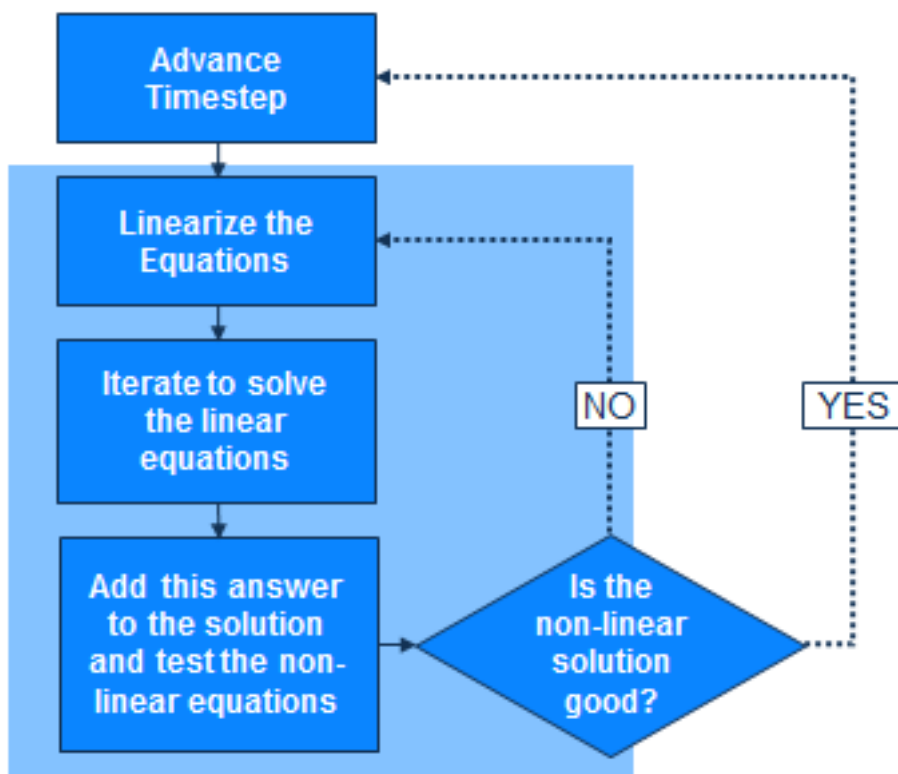 Advance
Timestep
Linearize the
Equations
Iterate to solve
the linear
equations
NO
YES
Add this answer
to the solution
and test the non-
linear equations
Is the
non-linear
solution
good?